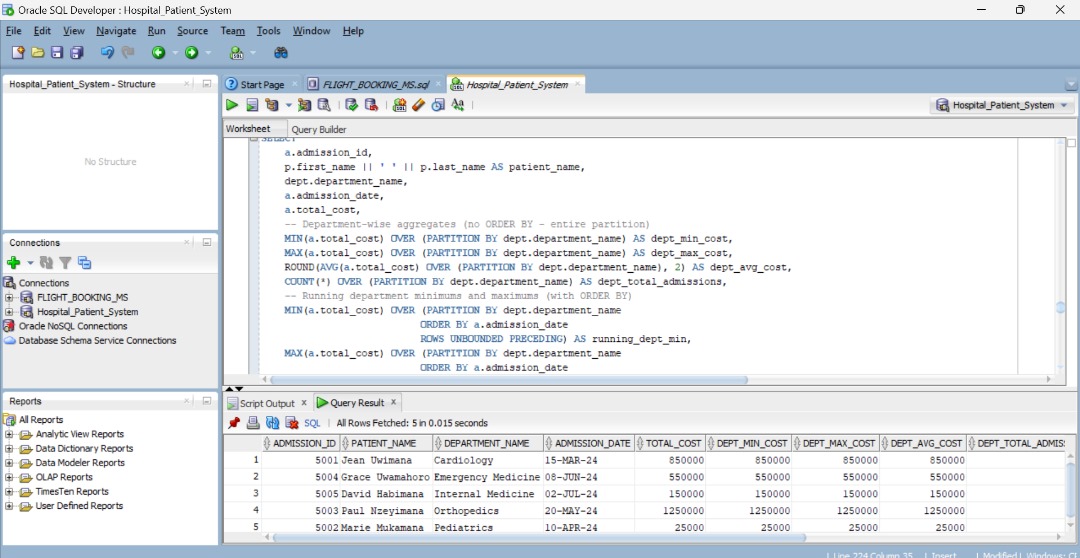 Oracle SQL Developer : Hospital_Patient_System
File Edit View Navigate Run Source Team Tools Window Help
Hospital_Patient_System - Structure
No Structure
Connections
Connections
FLIGHT_BOOKING_MS
Hospital_Patient_System
Oracle NoSQL Connections
Database Schema Service Connections
Reports
All Reports
Analytic View Reports
Data Dictionary Reports
Data Modeler Reports
OLAP Reports
TimesTen Reports
User Defined Reports
Start Page FLIGHT_BOOKING_MS.sql Hospital_Patient_System
Hospital_Patient_System
Worksheet Query Builder
SELECT
a.admission_id,
p.first_name || ' ' || p.last_name AS patient_name,
dept.department_name,
a.admission_date,
a.total_cost,
-- Department-wise aggregates (no ORDER BY - entire partition)
MIN(a.total_cost) OVER (PARTITION BY dept.department_name) AS dept_min_cost,
MAX(a.total_cost) OVER (PARTITION BY dept.department_name) AS dept_max_cost,
ROUND(AVG(a.total_cost) OVER (PARTITION BY dept.department_name), 2) AS dept_avg_cost,
COUNT(*) OVER (PARTITION BY dept.department_name) AS dept_total_admissions,
-- Running department minimums and maximums (with ORDER BY)
MIN(a.total_cost) OVER (PARTITION BY dept.department_name
ORDER BY a.admission_date
ROWS UNBOUNDED PRECEDING) AS running_dept_min,
MAX(a.total_cost) OVER (PARTITION BY dept.department_name
ORDER BY a.admission_date
Script Output Query Result
SQL | All Rows Fetched: 5 in 0.015 seconds
ADMISSION_ID PATIENT_NAME DEPARTMENT_NAME ADMISSION_DATE TOTAL_COST DEPT_MIN_COST DEPT_MAX_COST DEPT_AVG_COST DEPT_TOTAL_ADMIS
1 5001 Jean Uwimana Cardiology 15-MAR-24 850000 850000 850000 850000
2 5004 Grace Uwamahoro Emergency Medicine 08-JUN-24 550000 550000 550000 550000
3 5005 David Habimana Internal Medicine 02-JUL-24 150000 150000 150000 150000
4 5003 Paul Nzeyimana Orthopedics 20-MAY-24 1250000 1250000 1250000 1250000
5 5002 Marie Mukamana Pediatrics 10-APR-24 25000 25000 25000 25000
Line 224 Column 35 | Insert | Modified | Windows: